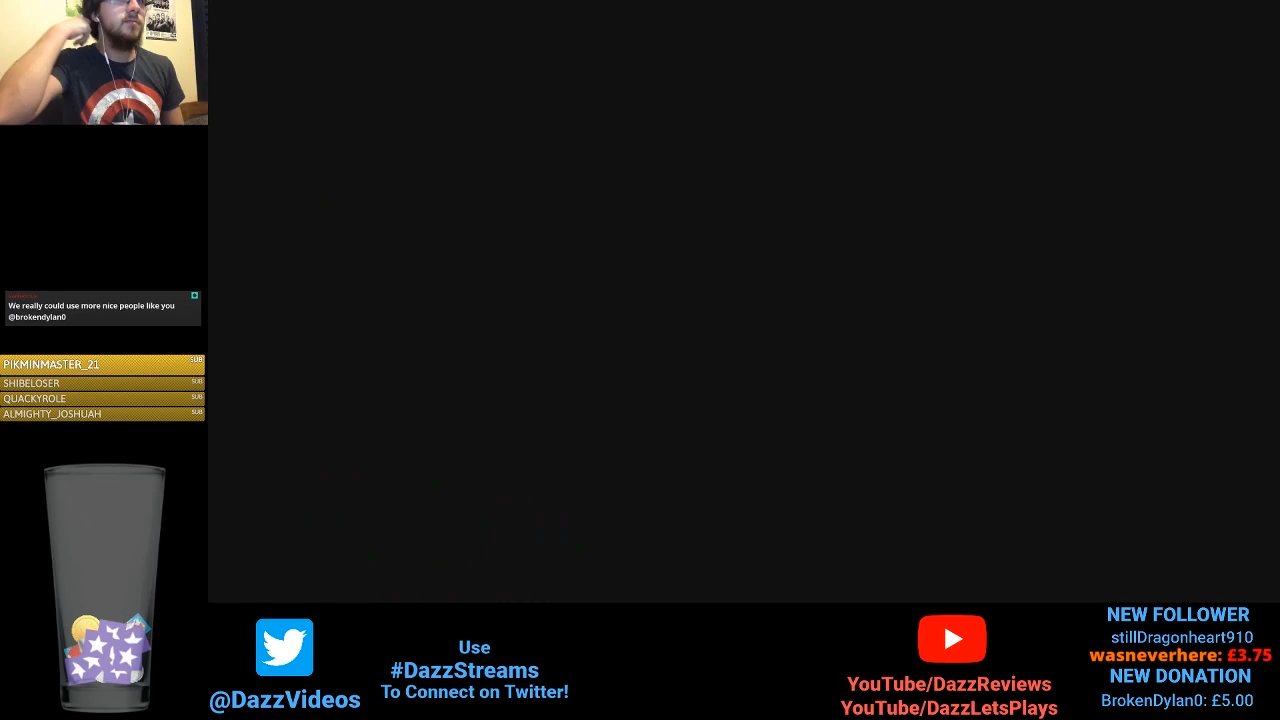 We really could use more nice people like you
@brokendylan0
PIKMINMASTER_21 SUB
SHIBELOSER SUB
QUACKYROLE SUB
ALMIGHTY_JOSHUAH SUB
@DazzVideos
Use
#DazzStreams
To Connect on Twitter!
YouTube/DazzReviews
YouTube/DazzLetsPlays
NEW FOLLOWER
stillDragonheart910
wasneverhere: £3.75
NEW DONATION
BrokenDylan0: £5.00